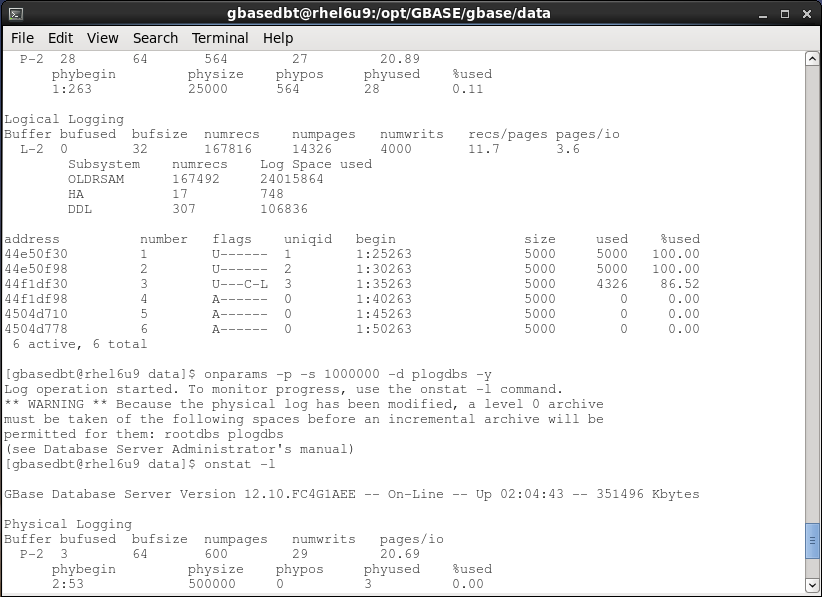 gbasedbt@rhel6u9:/opt/GBASE/gbase/data
File Edit View Search Terminal Help
P-2 28 64 564 27 20.89
phybegin physize phypos phyused %used
1:263 25000 564 28 0.11
Logical Logging
Buffer bufused bufsize numrecs numpages numwrits recs/pages pages/io
L-2 0 32 167816 14326 4000 11.7 3.6
Subsystem numrecs Log Space used
OLDRSAM 167492 24015864
HA 17 748
DDL 307 106836
address number flags uniqid begin size used %used
44e50f30 1 U------ 1 1:25263 5000 5000 100.00
44e50f98 2 U------ 2 1:30263 5000 5000 100.00
44f1df30 3 U---C-L 3 1:35263 5000 4326 86.52
44f1df98 4 A------ 0 1:40263 5000 0 0.00
4504d710 5 A------ 0 1:45263 5000 0 0.00
4504d778 6 A------ 0 1:50263 5000 0 0.00
6 active, 6 total
[gbasedbt@rhel6u9 data]$ onparams -p -s 1000000 -d plogdbs -y
Log operation started. To monitor progress, use the onstat -l command.
** WARNING ** Because the physical log has been modified, a level 0 archive
must be taken of the following spaces before an incremental archive will be
permitted for them: rootdbs plogdbs
(see Database Server Administrator's manual)
[gbasedbt@rhel6u9 data]$ onstat -l
GBase Database Server Version 12.10.FC4G1AEE -- On-Line -- Up 02:04:43 -- 351496 Kbytes
Physical Logging
Buffer bufused bufsize numpages numwrits pages/io
P-2 3 64 600 29 20.69
phybegin physize phypos phyused %used
2:53 500000 0 3 0.00